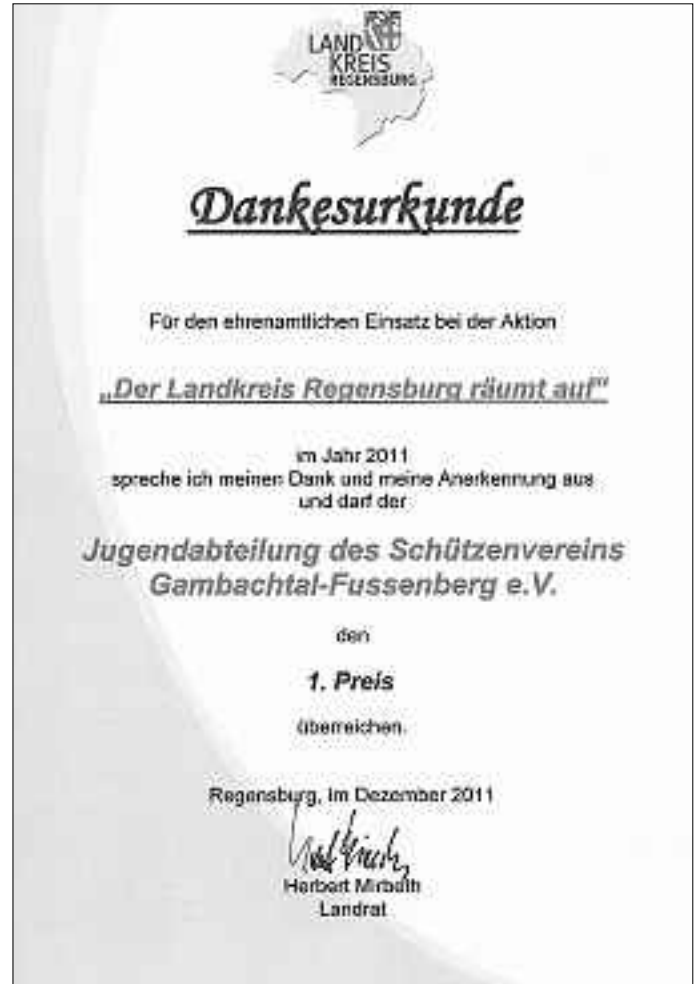 LAND
KREIS
REGENSBURG
Dankesurkunde
Für den ehrenamtlichen Einsatz bei der Aktion
„Der Landkreis Regensburg räumt auf“
im Jahr 2011
spreche ich meinen Dank und meine Anerkennung aus
und darf der
Jugendabteilung des Schützenvereins
Gambachtal-Fussenberg e.V.
den
1. Preis
überreichen.
Regensburg, im Dezember 2011
Herbert Mirbeth
Landrat